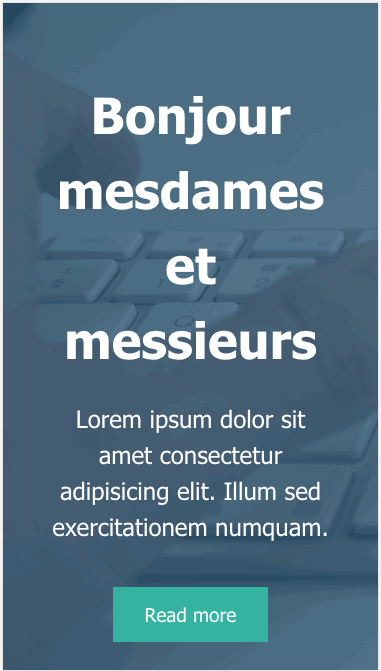 Bonjour
mesdames
et
messieurs
Lorem ipsum dolor sit
amet consectetur
adipisicing elit. Illum sed
exercitationem numquam.
Read more